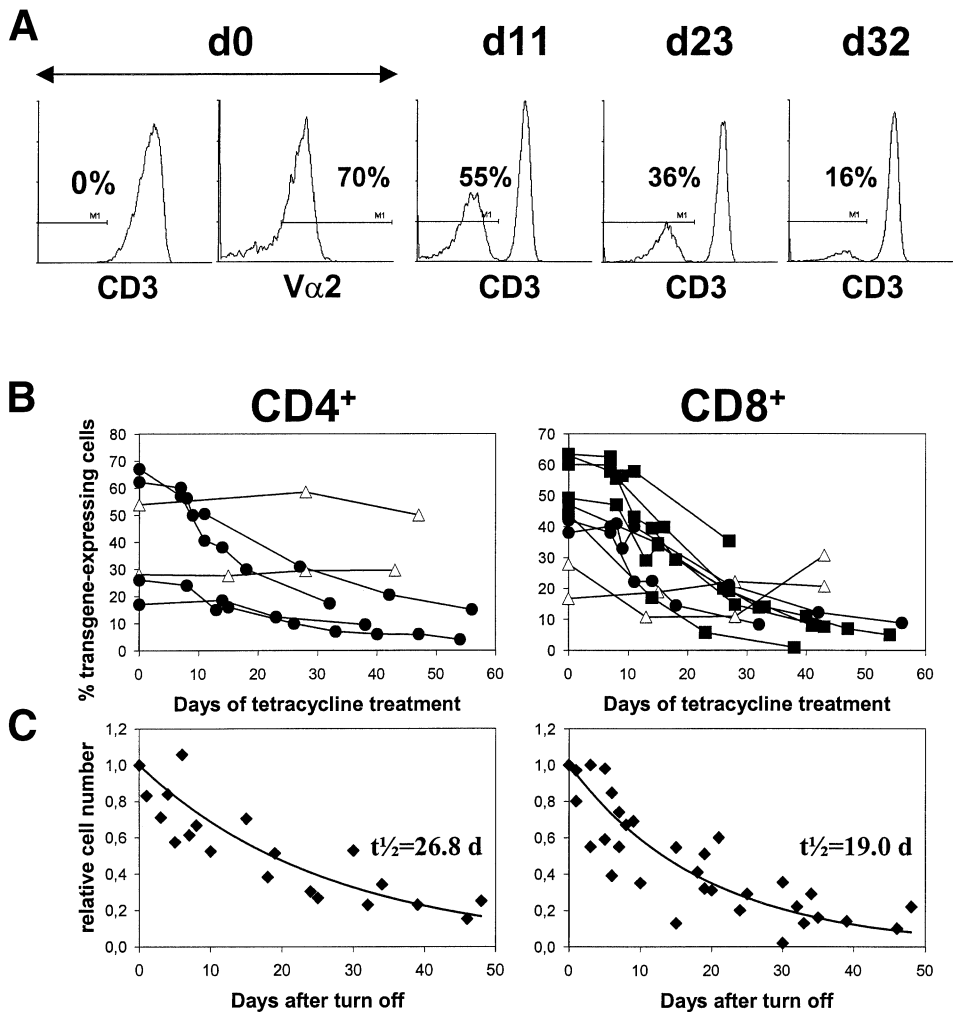 A
d0 d11 d23 d32
0% 70% 55% 36% 16%
M1 M1 M1 M1 M1
CD3 Vα2 CD3 CD3 CD3
B
CD4+ CD8+
% transgene-expressing cells
80
70
60
50
40
30
20
10
0
0 10 20 30 40 50 60
Days of tetracycline treatment
70
60
50
40
30
20
10
0
0 10 20 30 40 50 60
Days of tetracycline treatment
C
relative cell number
1,2
1,0
0,8
0,6
0,4
0,2
0,0
t½=26.8 d
0 10 20 30 40 50
Days after turn off
1,2
1,0
0,8
0,6
0,4
0,2
0,0
t½=19.0 d
0 10 20 30 40 50
Days after turn off